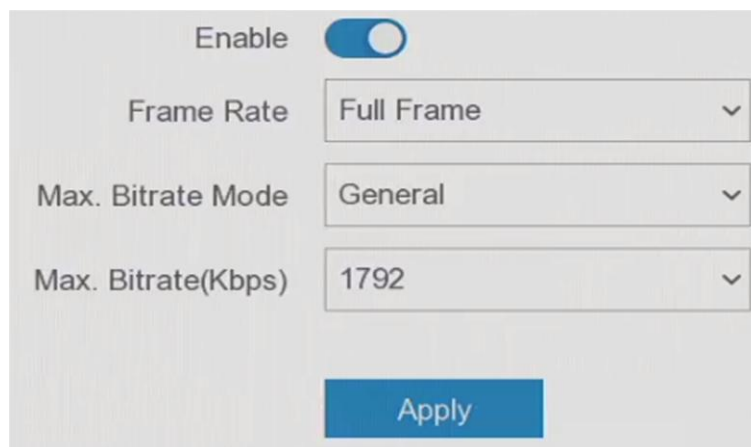 Enable
Frame Rate Full Frame
Max. Bitrate Mode General
Max. Bitrate(Kbps) 1792
Apply